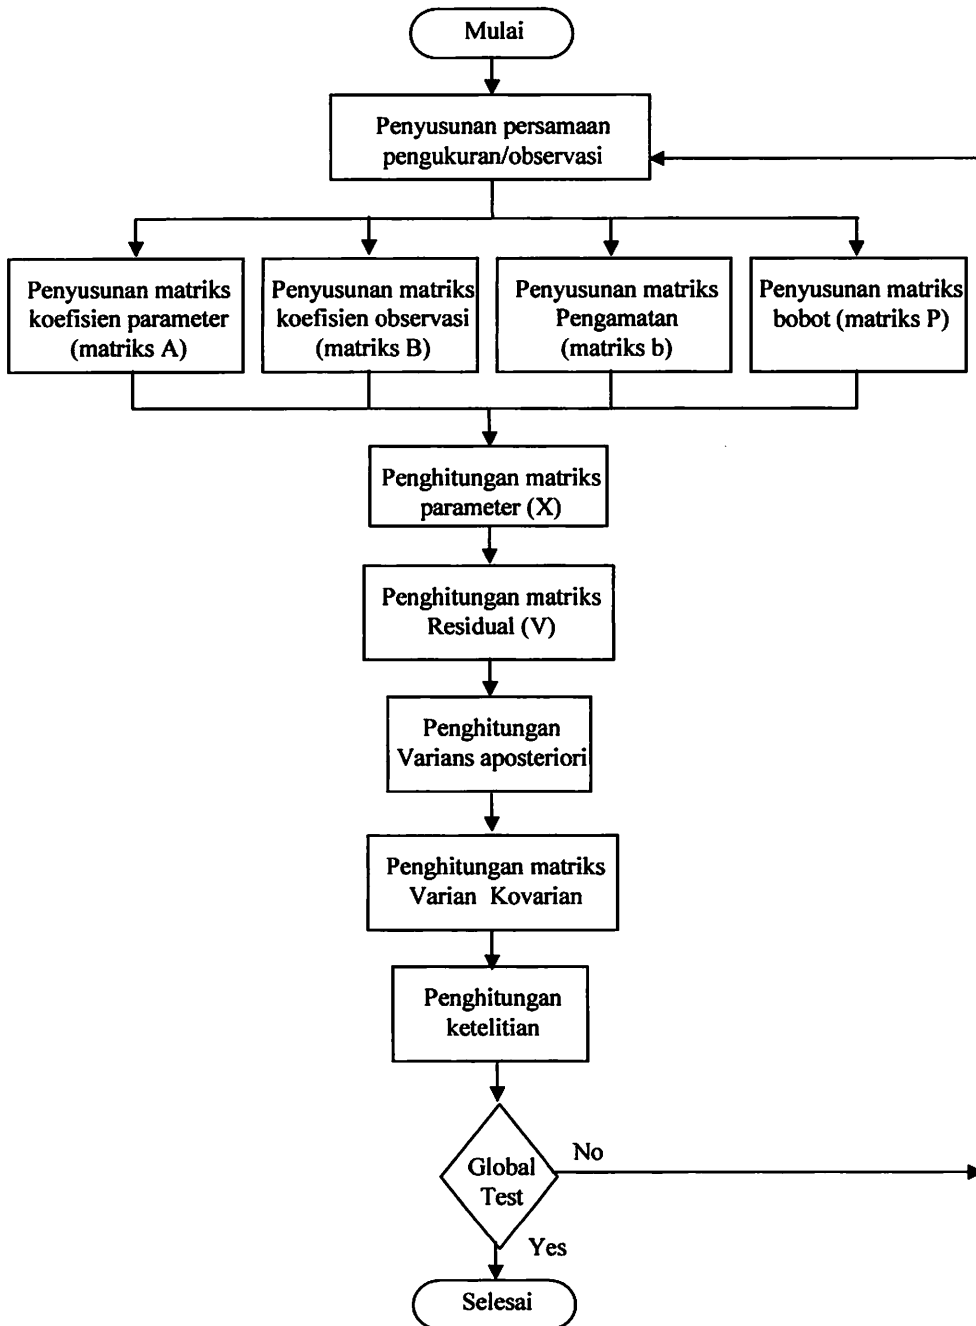 Mulai
Penyusunan persamaan
pengukuran/observasi
Penyusunan matriks
koefisien parameter
(matriks A)
Penyusunan matriks
koefisien observasi
(matriks B)
Penyusunan matriks
Pengamatan
(matriks b)
Penyusunan matriks
bobot (matriks P)
Penghitungan matriks
parameter (X)
Penghitungan matriks
Residual (V)
Penghitungan
Varians aposteriori
Penghitungan matriks
Varian Kovarian
Penghitungan
ketelitian
Global
Test
No
Yes
Selesai